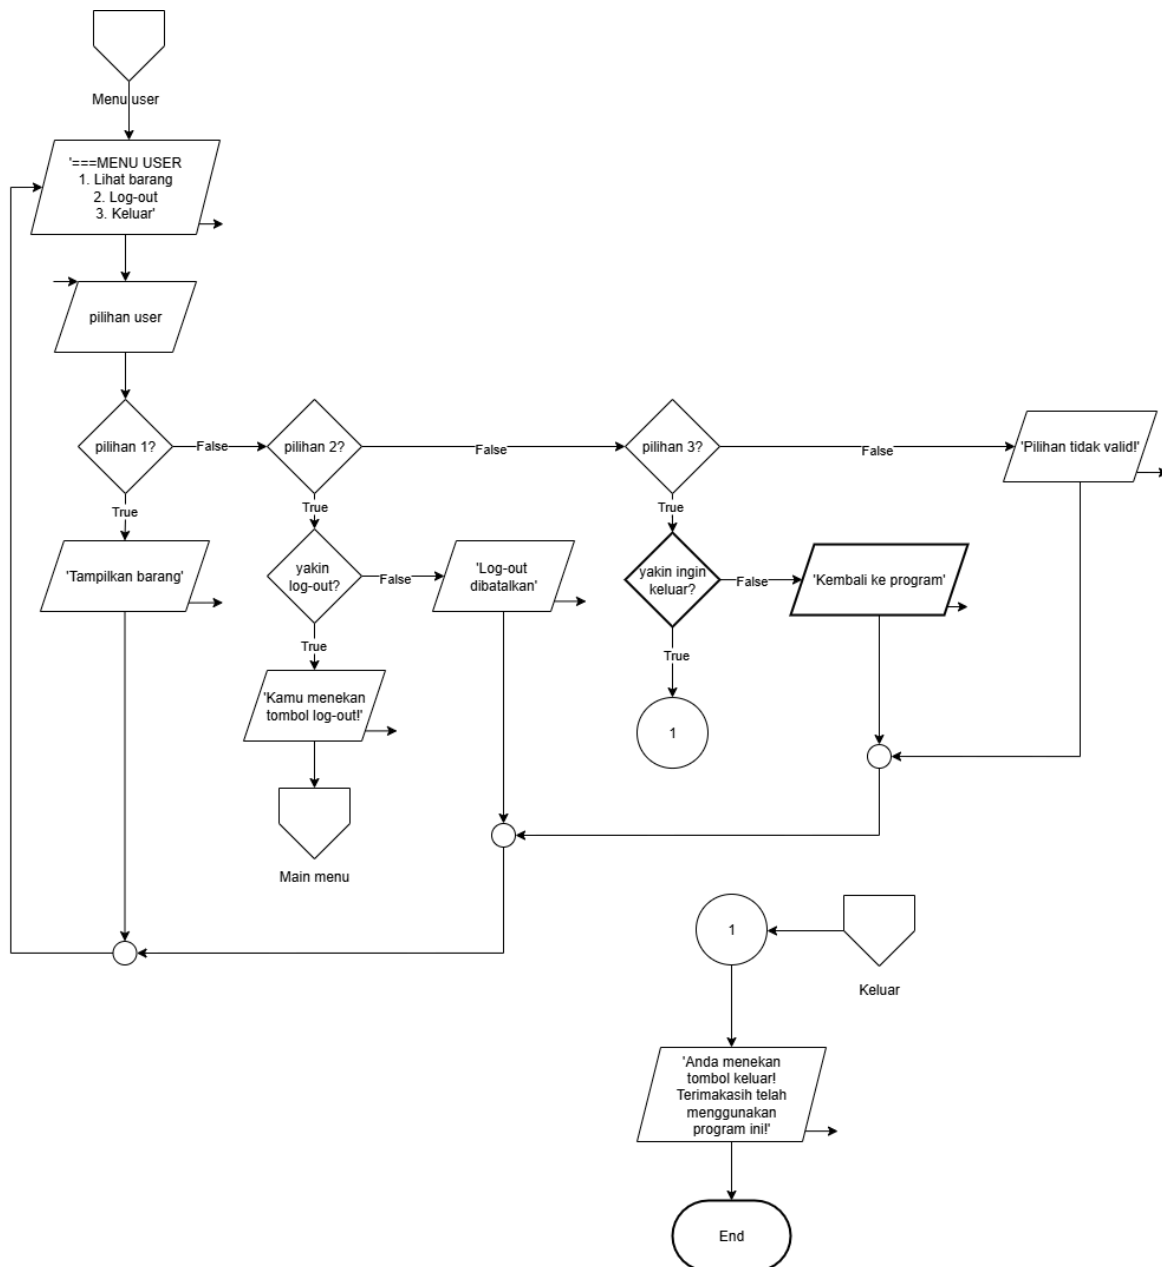 Menu user
'===MENU USER
1. Lihat barang
2. Log-out
3. Keluar'
pilihan user
pilihan 1?
False
pilihan 2?
False
pilihan 3?
False
'Pilihan tidak valid!'
True
True
True
'Tampilkan barang'
yakin
log-out?
False
'Log-out
dibatalkan'
yakin ingin
keluar?
False
'Kembali ke program'
True
True
'Kamu menekan
tombol log-out!'
1
Main menu
1
Keluar
'Anda menekan
tombol keluar!
Terimakasih telah
menggunakan
program ini!'
End